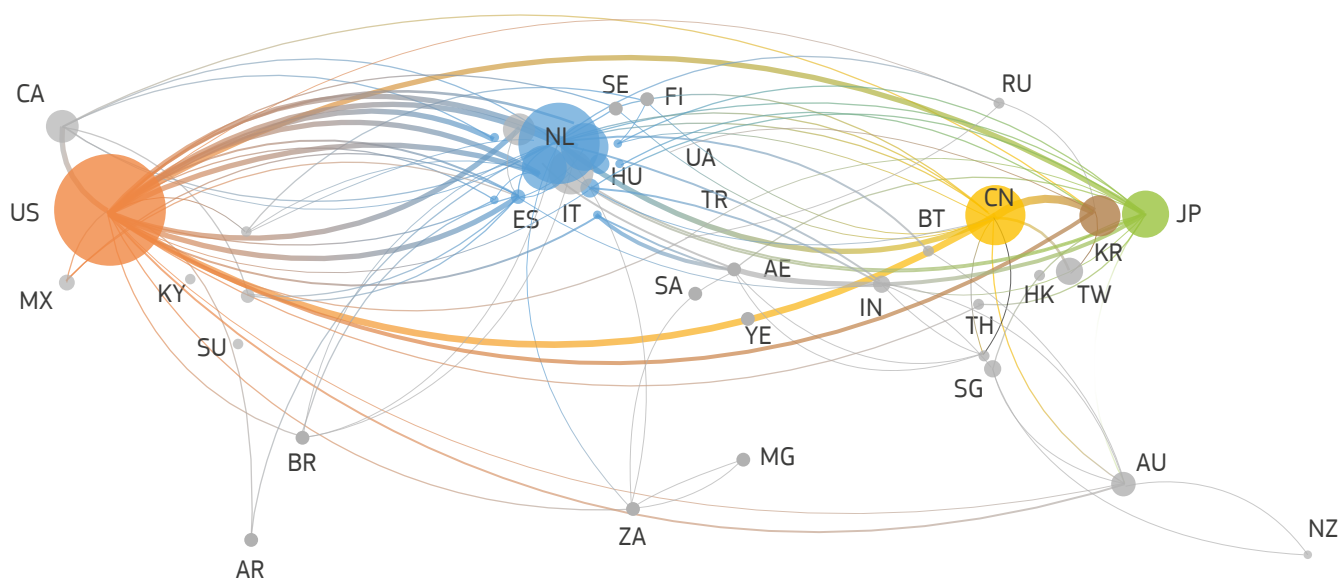 RU
SE
FI
CA
NL
UA
HU
TR
CN
ES
IT
US
BT
JP
KR
AE
SA
KY
MX
IN
HK
TW
TH
YE
SU
SG
BR
MG
AU
ZA
NZ
AR